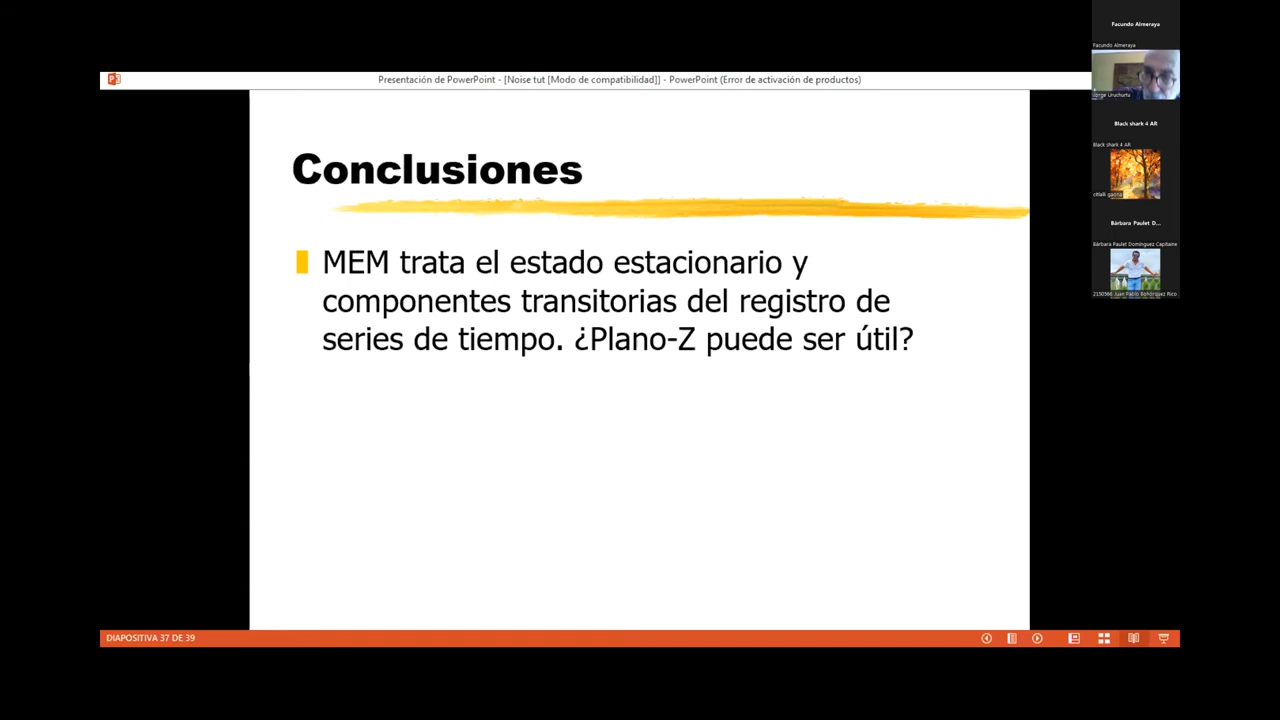 Facundo Almeraya
Facundo Almeraya
Presentación de PowerPoint - [Noise tut [Modo de compatibilidad]] - PowerPoint (Error de activación de productos)
Jorge Uruchurtu
Black shark 4 AR
Black shark 4 AR
citlalli gaona
Bárbara Paulet D...
Bárbara Paulet Domínguez Capitaine
Juan Pablo Bohórquez Rico
Conclusiones
MEM trata el estado estacionario y
componentes transitorias del registro de
series de tiempo. ¿Plano-Z puede ser útil?
DIAPOSITIVA 37 DE 39